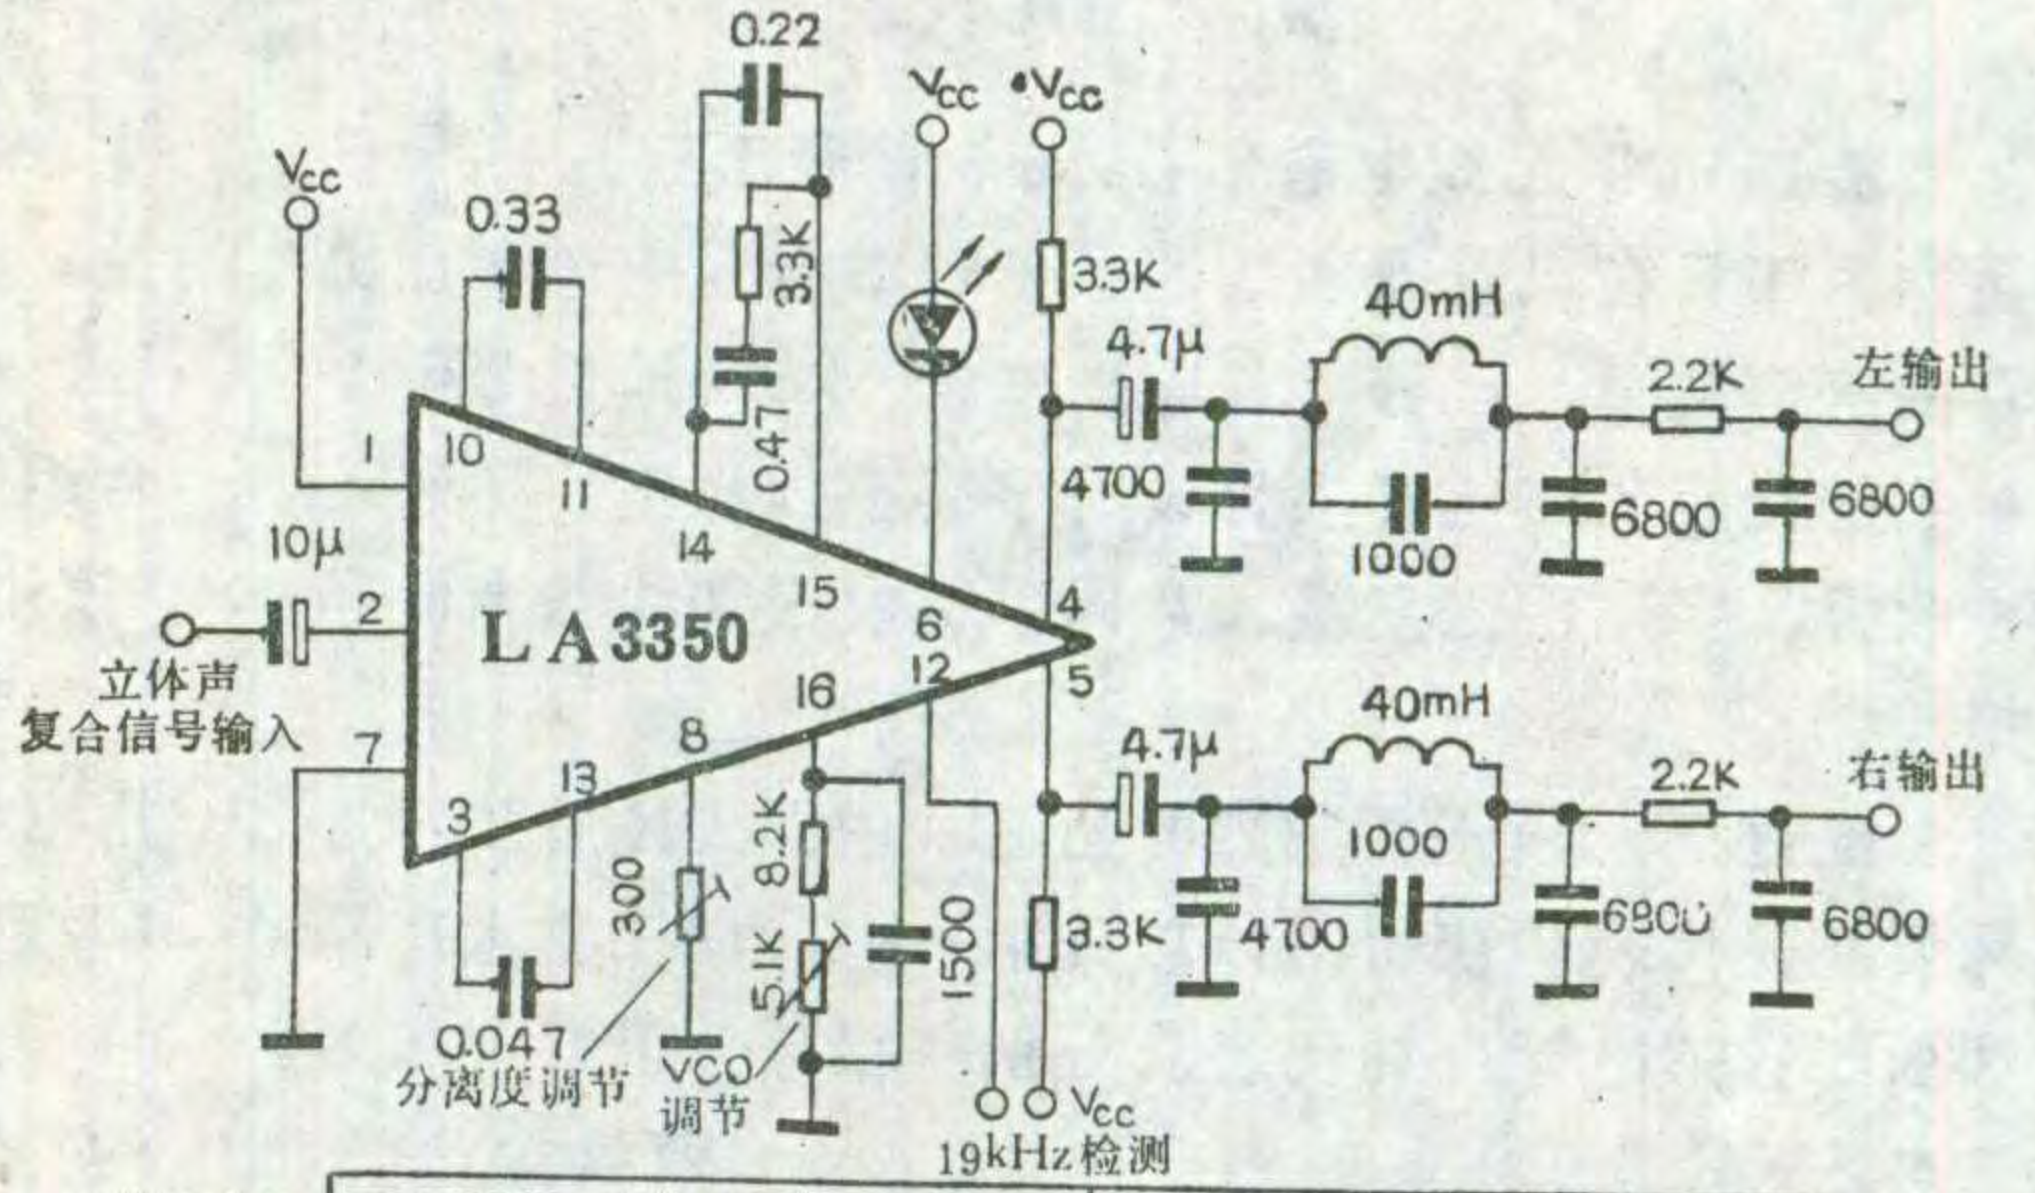 0.22
VCC
VCC
VCC
0.33
3.3K
0.47
3.3K
4.7μ
40mH
2.2K
左输出
4700
1000
6800
6800
1
10
11
14
15
6
4
10μ
2
LA3350
立体声
复合信号输入
7
3
13
8
16
12
5
0.047
300
8.2K
5.1K
1500
分离度调节
VCO
调节
3.3K
VCC
19kHz检测
4.7μ
40mH
2.2K
右输出
4700
1000
6800
6800